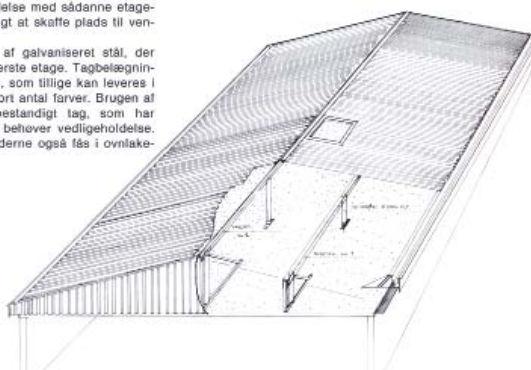 delse med sådanne etage-
gt at skaffe plads til ven-
af galvaniseret stål, der
erste etage. Tagbelægnin-
, som tillige kan leveres i
ort antal farver. Brugen af
bestandigt tag, som har
behøver vedligeholdelse.
derne også fås i ovnlake-